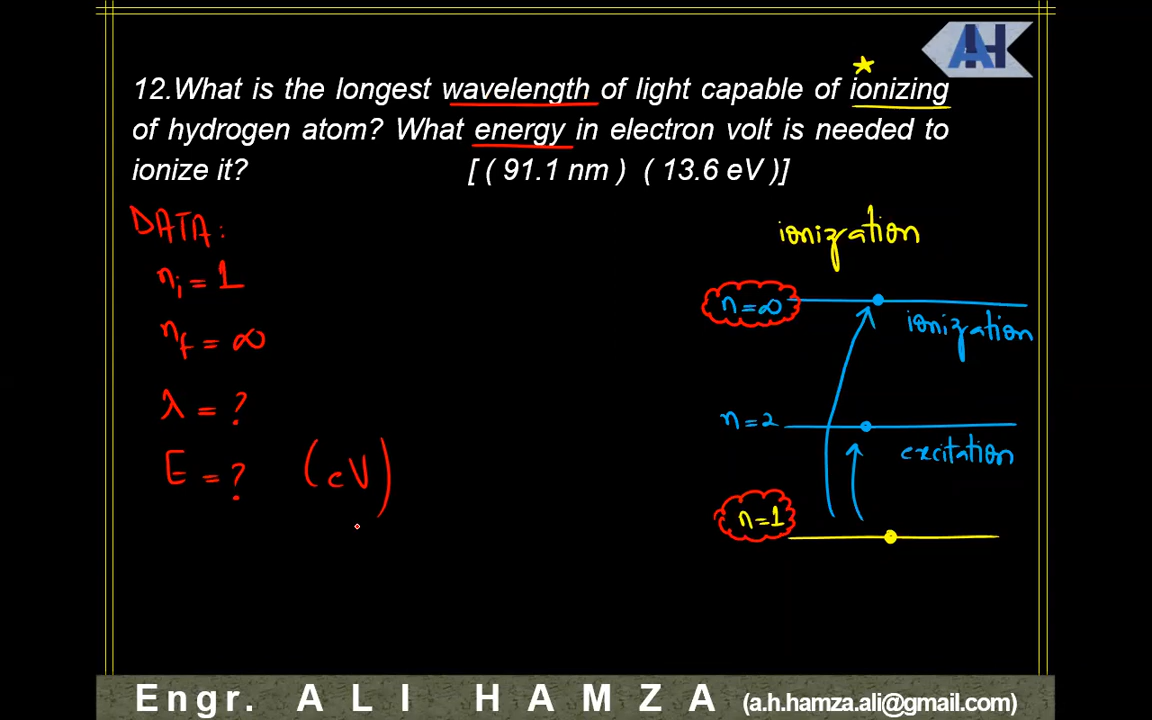 AH
12.What is the longest wavelength of light capable of ionizing
of hydrogen atom? What energy in electron volt is needed to
ionize it? [ ( 91.1 nm ) ( 13.6 eV )]
DATA:
ni = 1
nf = ∞
λ = ?
E = ? (eV)
ionization
n=∞
ionization
n=2
excitation
n=1
Engr. ALI HAMZA (a.h.hamza.ali@gmail.com)